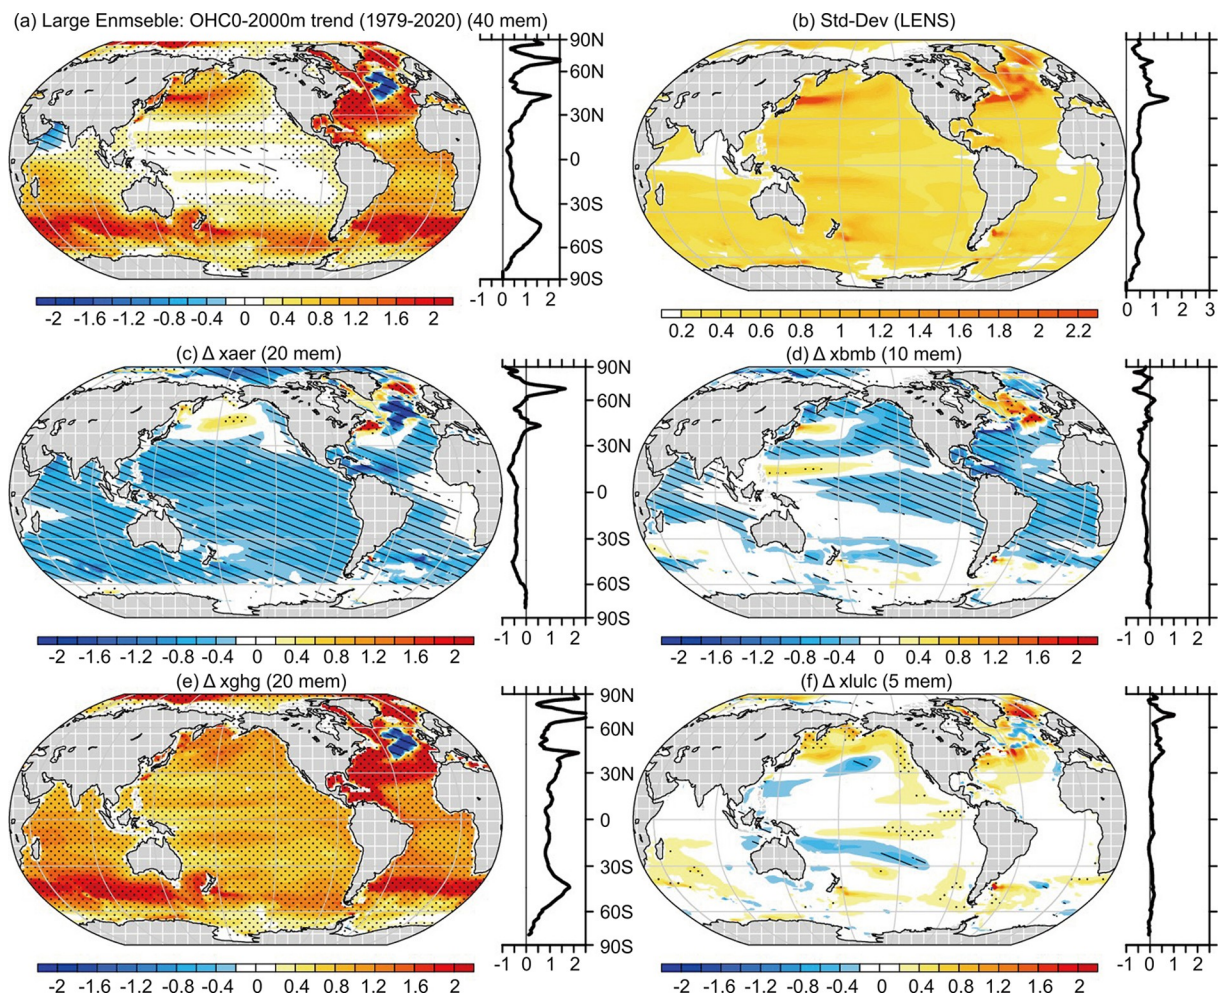 (a) Large Enmseble: OHC0-2000m trend (1979-2020) (40 mem)
90N
60N
30N
0
30S
60S
90S
-1 0 1 2
-2 -1.6 -1.2 -0.8 -0.4 0 0.4 0.8 1.2 1.6 2
(b) Std-Dev (LENS)
0 1 2 3
0.2 0.6 1 1.4 1.8 2 2.2
(c) Δ xaer (20 mem)
90N
60N
30N
0
30S
60S
90S
-1 0 1 2
-2 -1.6 -1.2 -0.8 -0.4 0 0.4 0.8 1.2 1.6 2
(d) Δ xbmb (10 mem)
-1 0 1 2
-2 -1.6 -1.2 -0.8 -0.4 0 0.4 0.8 1.2 1.6 2
(e) Δ xghg (20 mem)
90N
60N
30N
0
30S
60S
90S
-1 0 1 2
-2 -1.6 -1.2 -0.8 -0.4 0 0.4 0.8 1.2 1.6 2
(f) Δ xlulc (5 mem)
-1 0 1 2
-2 -1.6 -1.2 -0.8 -0.4 0 0.4 0.8 1.2 1.6 2